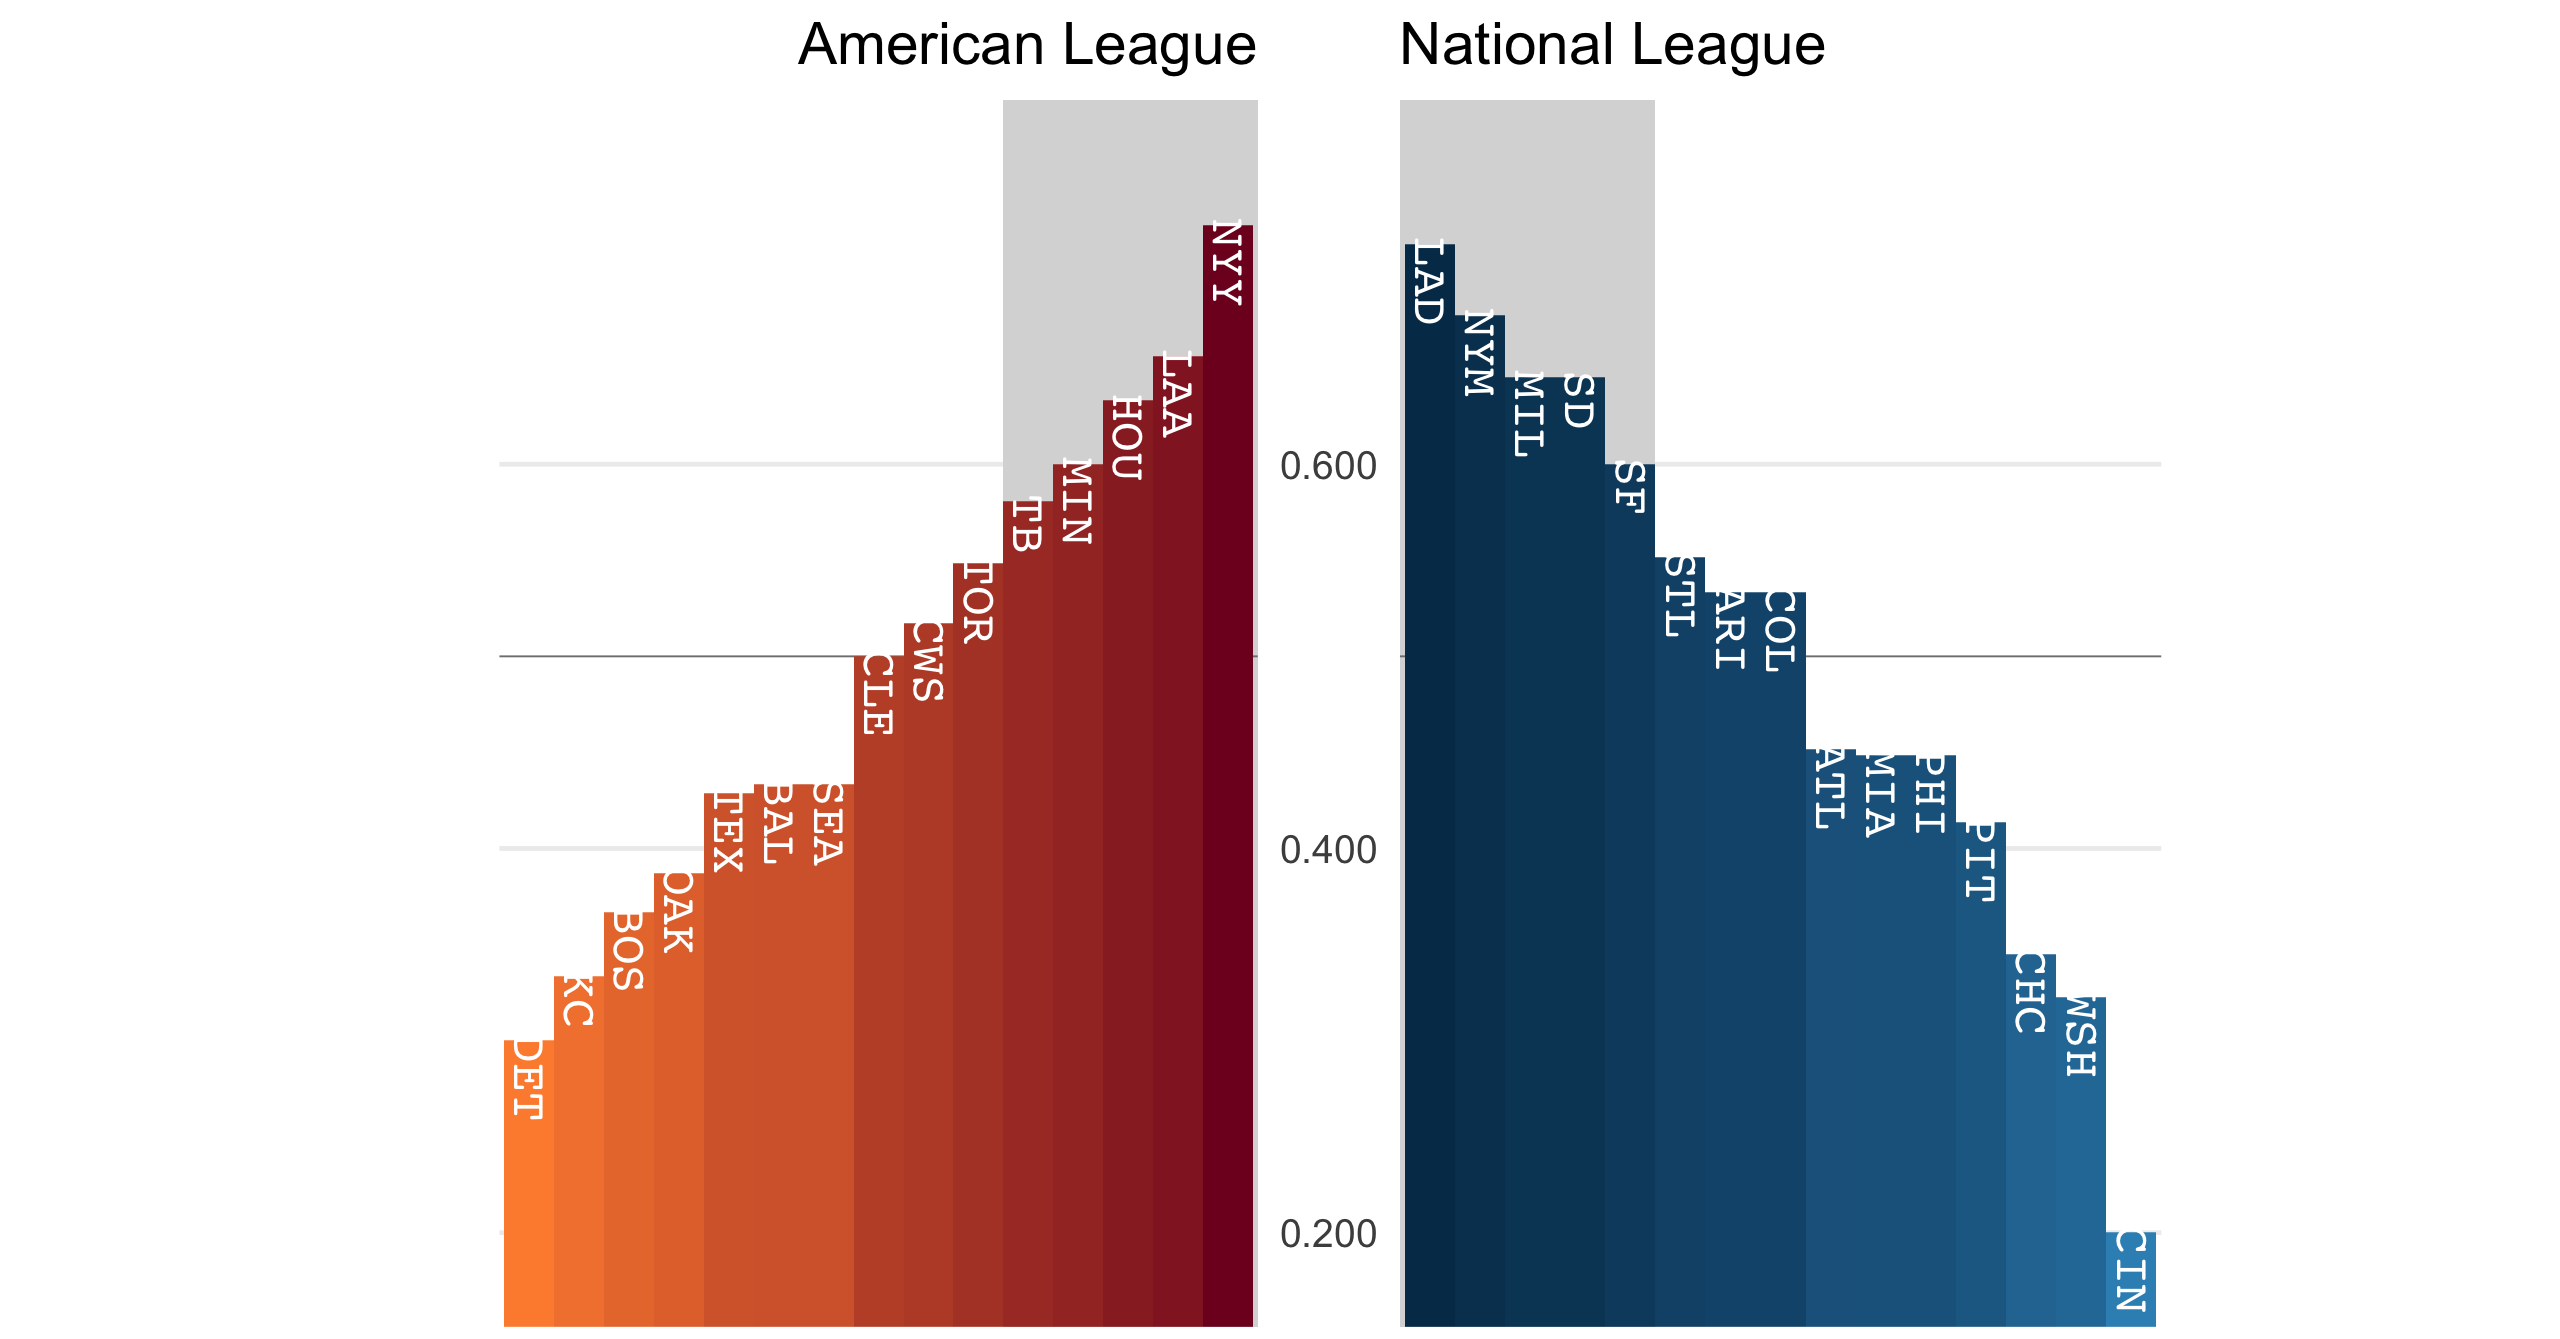 American League
National League
NYY
LAA
HOU
MIN
TB
TOR
CWS
CLE
SEA
BAL
TEX
OAK
BOS
KC
DET
0.600
0.400
0.200
LAD
NYM
MIL
SD
SF
STL
ARI
COL
ATL
MIA
PHI
PIT
CHC
WSH
CIN